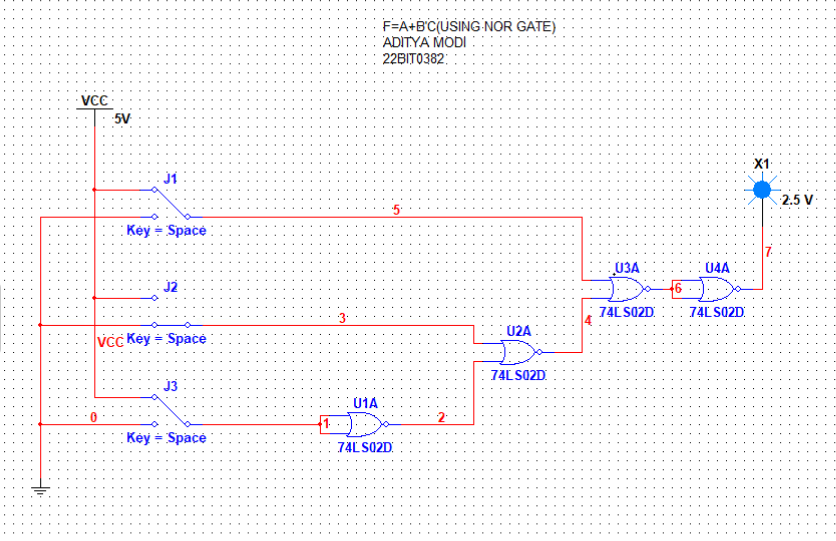 F=A+B'C(USING NOR GATE)
ADITYA MODI
22BIT0382
VCC
5V
X1
2.5 V
J1
5
Key = Space
7
U3A
U4A
6
J2
3
4
74LS02D
74LS02D
VCC
Key = Space
U2A
74LS02D
J3
U1A
0
2
1
Key = Space
74LS02D